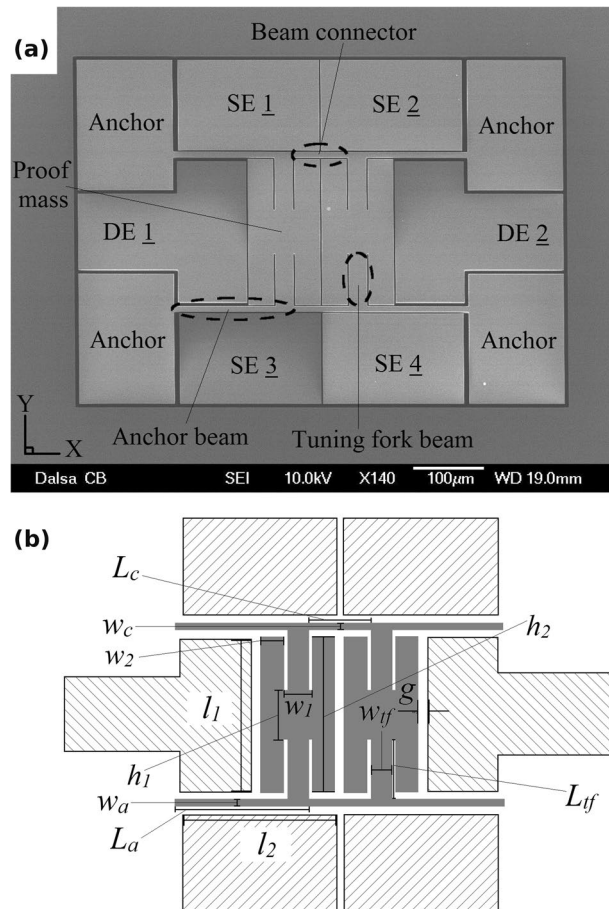 (a)
Beam connector
SE 1
SE 2
Anchor
Anchor
Proof
mass
DE 1
DE 2
Anchor
Anchor
SE 3
SE 4
Y
X
Anchor beam
Tuning fork beam
Dalsa CB SEI 10.0kV X140 100µm WD 19.0mm
(b)
Lc
wc
h2
w2
l1
w1
wtf
g
h1
wa
La
l2
Ltf